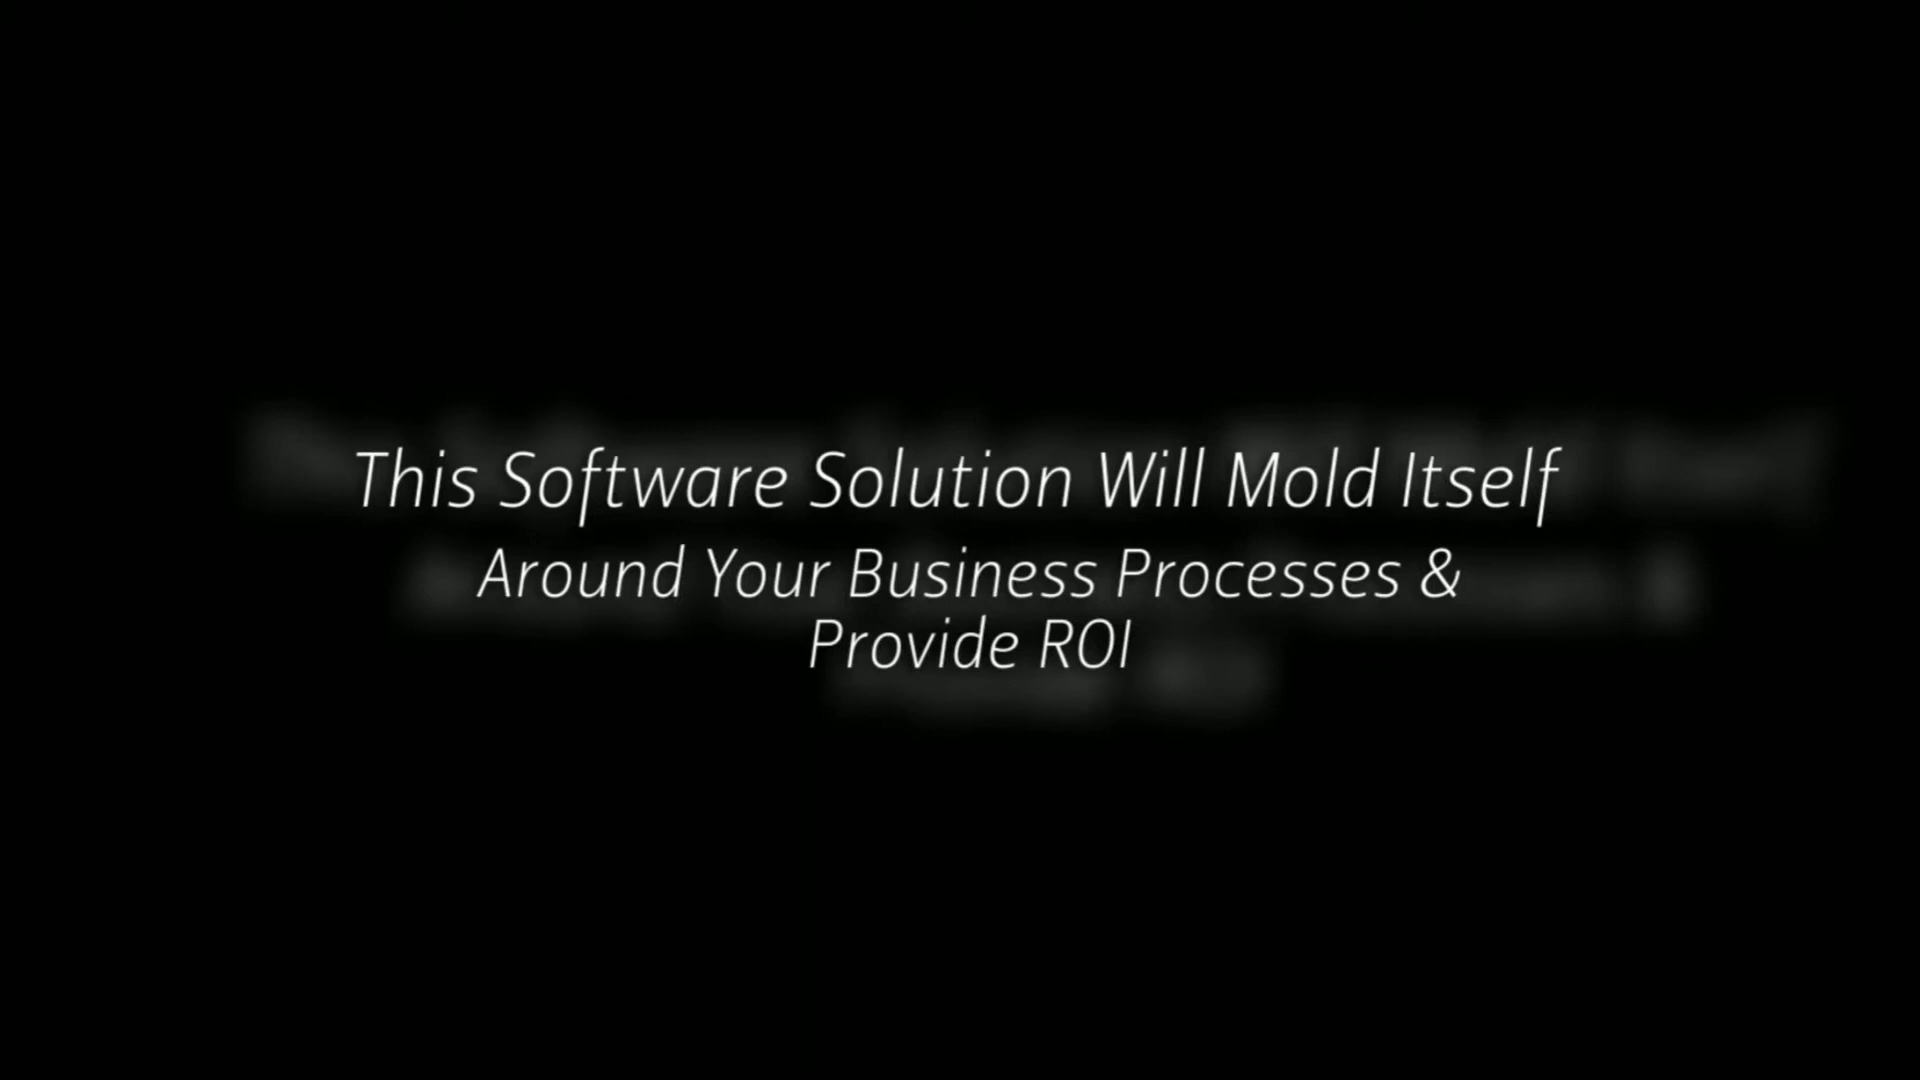 This Software Solution Will Mold Itself
Around Your Business Processes &
Provide ROI